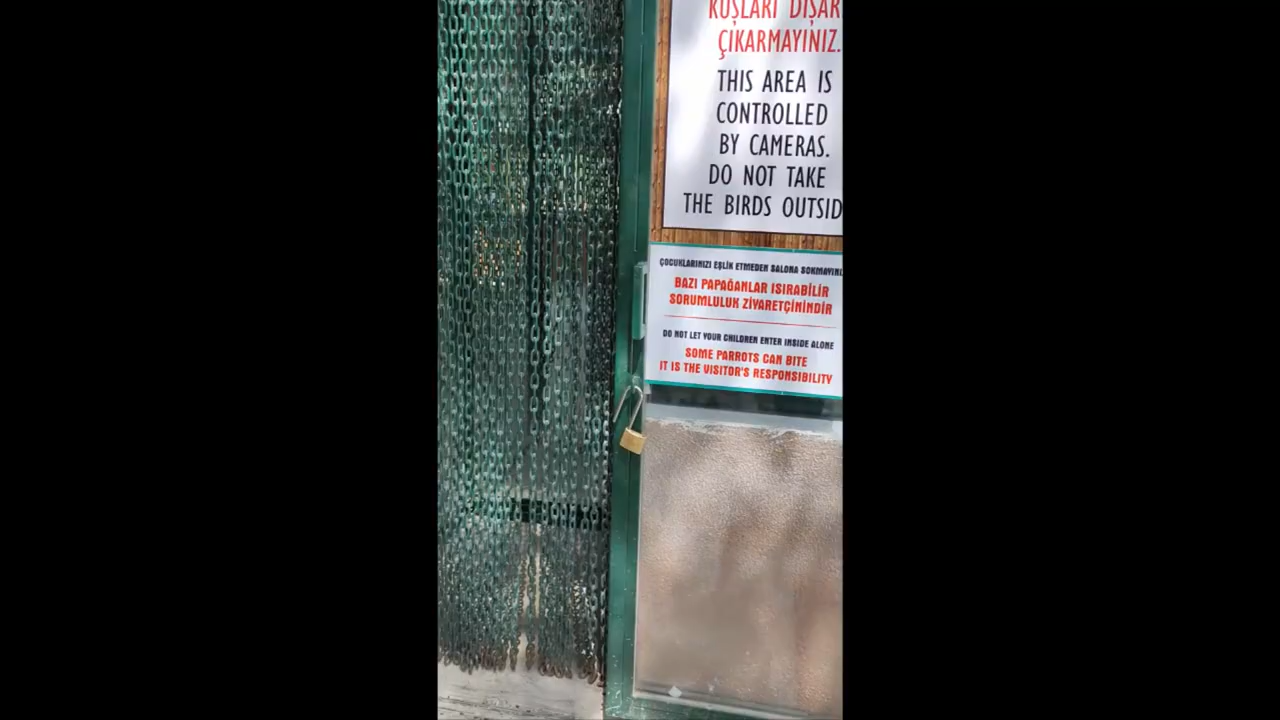 KUŞLARI DIŞAR
ÇIKARMAYINIZ.
THIS AREA IS
CONTROLLED
BY CAMERAS.
DO NOT TAKE
THE BIRDS OUTSID
ÇOCUKLARINIZI EŞLİK ETMEDEN SALONA SOKMAYINIZ
BAZI PAPAĞANLAR ISIRABİLİR
SORUMLULUK ZİYARETÇİNİNDİR
DO NOT LET YOUR CHILDREN ENTER INSIDE ALONE
SOME PARROTS CAN BITE
IT IS THE VISITOR'S RESPONSIBILITY